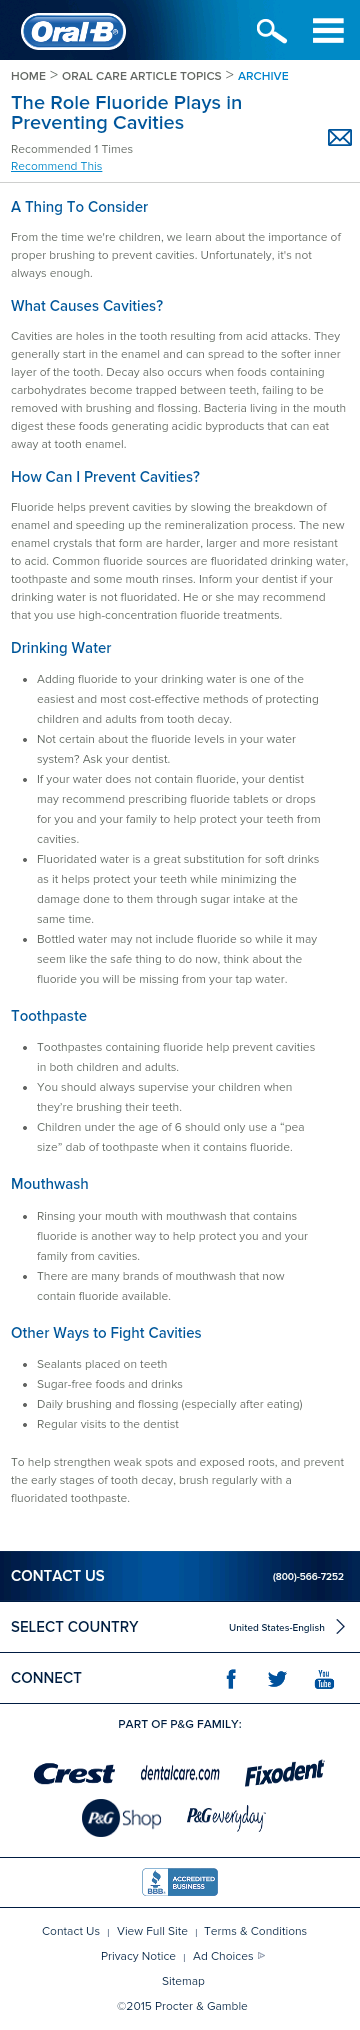 Oral-B
HOME > ORAL CARE ARTICLE TOPICS > ARCHIVE
The Role Fluoride Plays in
Preventing Cavities
Recommended 1 Times
Recommend This
A Thing To Consider
From the time we're children, we learn about the importance of
proper brushing to prevent cavities. Unfortunately, it's not
always enough.
What Causes Cavities?
Cavities are holes in the tooth resulting from acid attacks. They
generally start in the enamel and can spread to the softer inner
layer of the tooth. Decay also occurs when foods containing
carbohydrates become trapped between teeth, failing to be
removed with brushing and flossing. Bacteria living in the mouth
digest these foods generating acidic byproducts that can eat
away at tooth enamel.
How Can I Prevent Cavities?
Fluoride helps prevent cavities by slowing the breakdown of
enamel and speeding up the remineralization process. The new
enamel crystals that form are harder, larger and more resistant
to acid. Common fluoride sources are fluoridated drinking water,
toothpaste and some mouth rinses. Inform your dentist if your
drinking water is not fluoridated. He or she may recommend
that you use high-concentration fluoride treatments.
Drinking Water
• Adding fluoride to your drinking water is one of the
easiest and most cost-effective methods of protecting
children and adults from tooth decay.
• Not certain about the fluoride levels in your water
system? Ask your dentist.
• If your water does not contain fluoride, your dentist
may recommend prescribing fluoride tablets or drops
for you and your family to help protect your teeth from
cavities.
• Fluoridated water is a great substitution for soft drinks
as it helps protect your teeth while minimizing the
damage done to them through sugar intake at the
same time.
• Bottled water may not include fluoride so while it may
seem like the safe thing to do now, think about the
fluoride you will be missing from your tap water.
Toothpaste
• Toothpastes containing fluoride help prevent cavities
in both children and adults.
• You should always supervise your children when
they're brushing their teeth.
• Children under the age of 6 should only use a “pea
size” dab of toothpaste when it contains fluoride.
Mouthwash
• Rinsing your mouth with mouthwash that contains
fluoride is another way to help protect you and your
family from cavities.
• There are many brands of mouthwash that now
contain fluoride available.
Other Ways to Fight Cavities
• Sealants placed on teeth
• Sugar-free foods and drinks
• Daily brushing and flossing (especially after eating)
• Regular visits to the dentist
To help strengthen weak spots and exposed roots, and prevent
the early stages of tooth decay, brush regularly with a
fluoridated toothpaste.
CONTACT US (800)-566-7252
SELECT COUNTRY United States-English
CONNECT You Tube
PART OF P&G FAMILY:
Crest dentalcare.com Fixodent
P&G Shop P&G everyday
BBB. ACCREDITED BUSINESS
Contact Us | View Full Site | Terms & Conditions
Privacy Notice | Ad Choices
Sitemap
©2015 Procter & Gamble